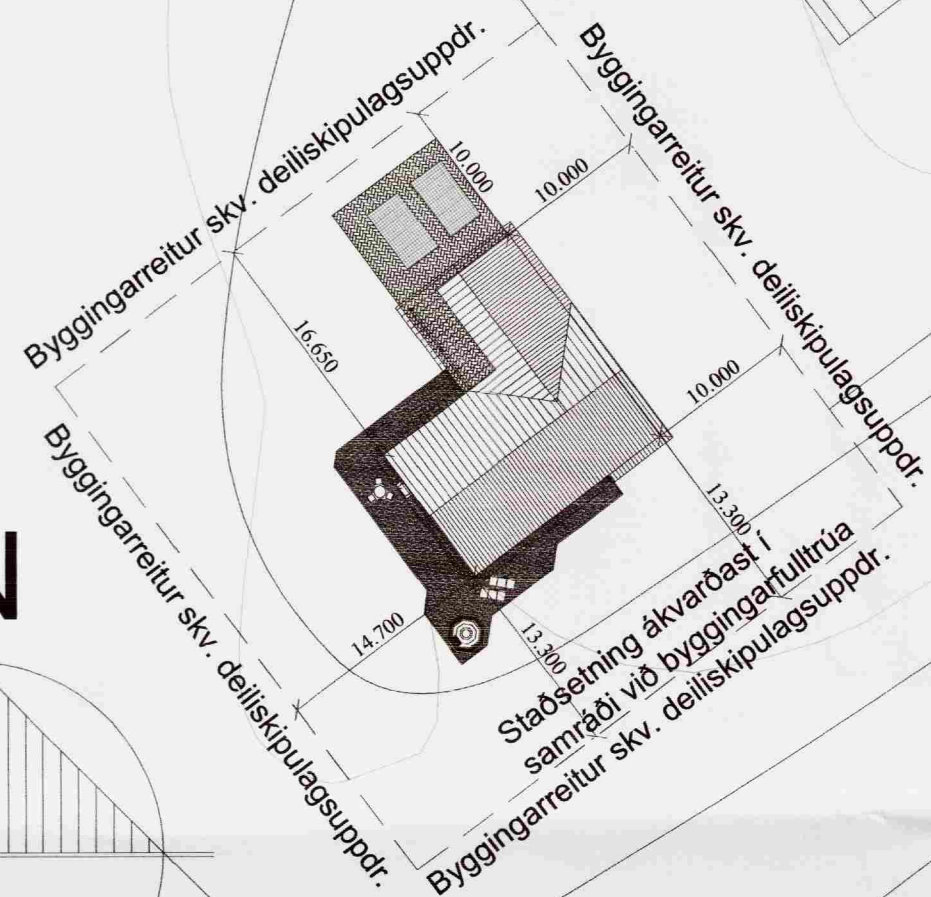 Byggingarreitur skv. deiliskipulagsuppdr.
Byggingarreitur skv. deiliskipulagsuppdr.
10.000
10.000
16.650
10.000
Byggingarreitur skv. deiliskipulagsuppdr.
13.300
14.700
13.300
Staðsetning ákvarðast í
samráði við byggingarfulltrúa
Byggingarreitur skv. deiliskipulagsuppdr.
N